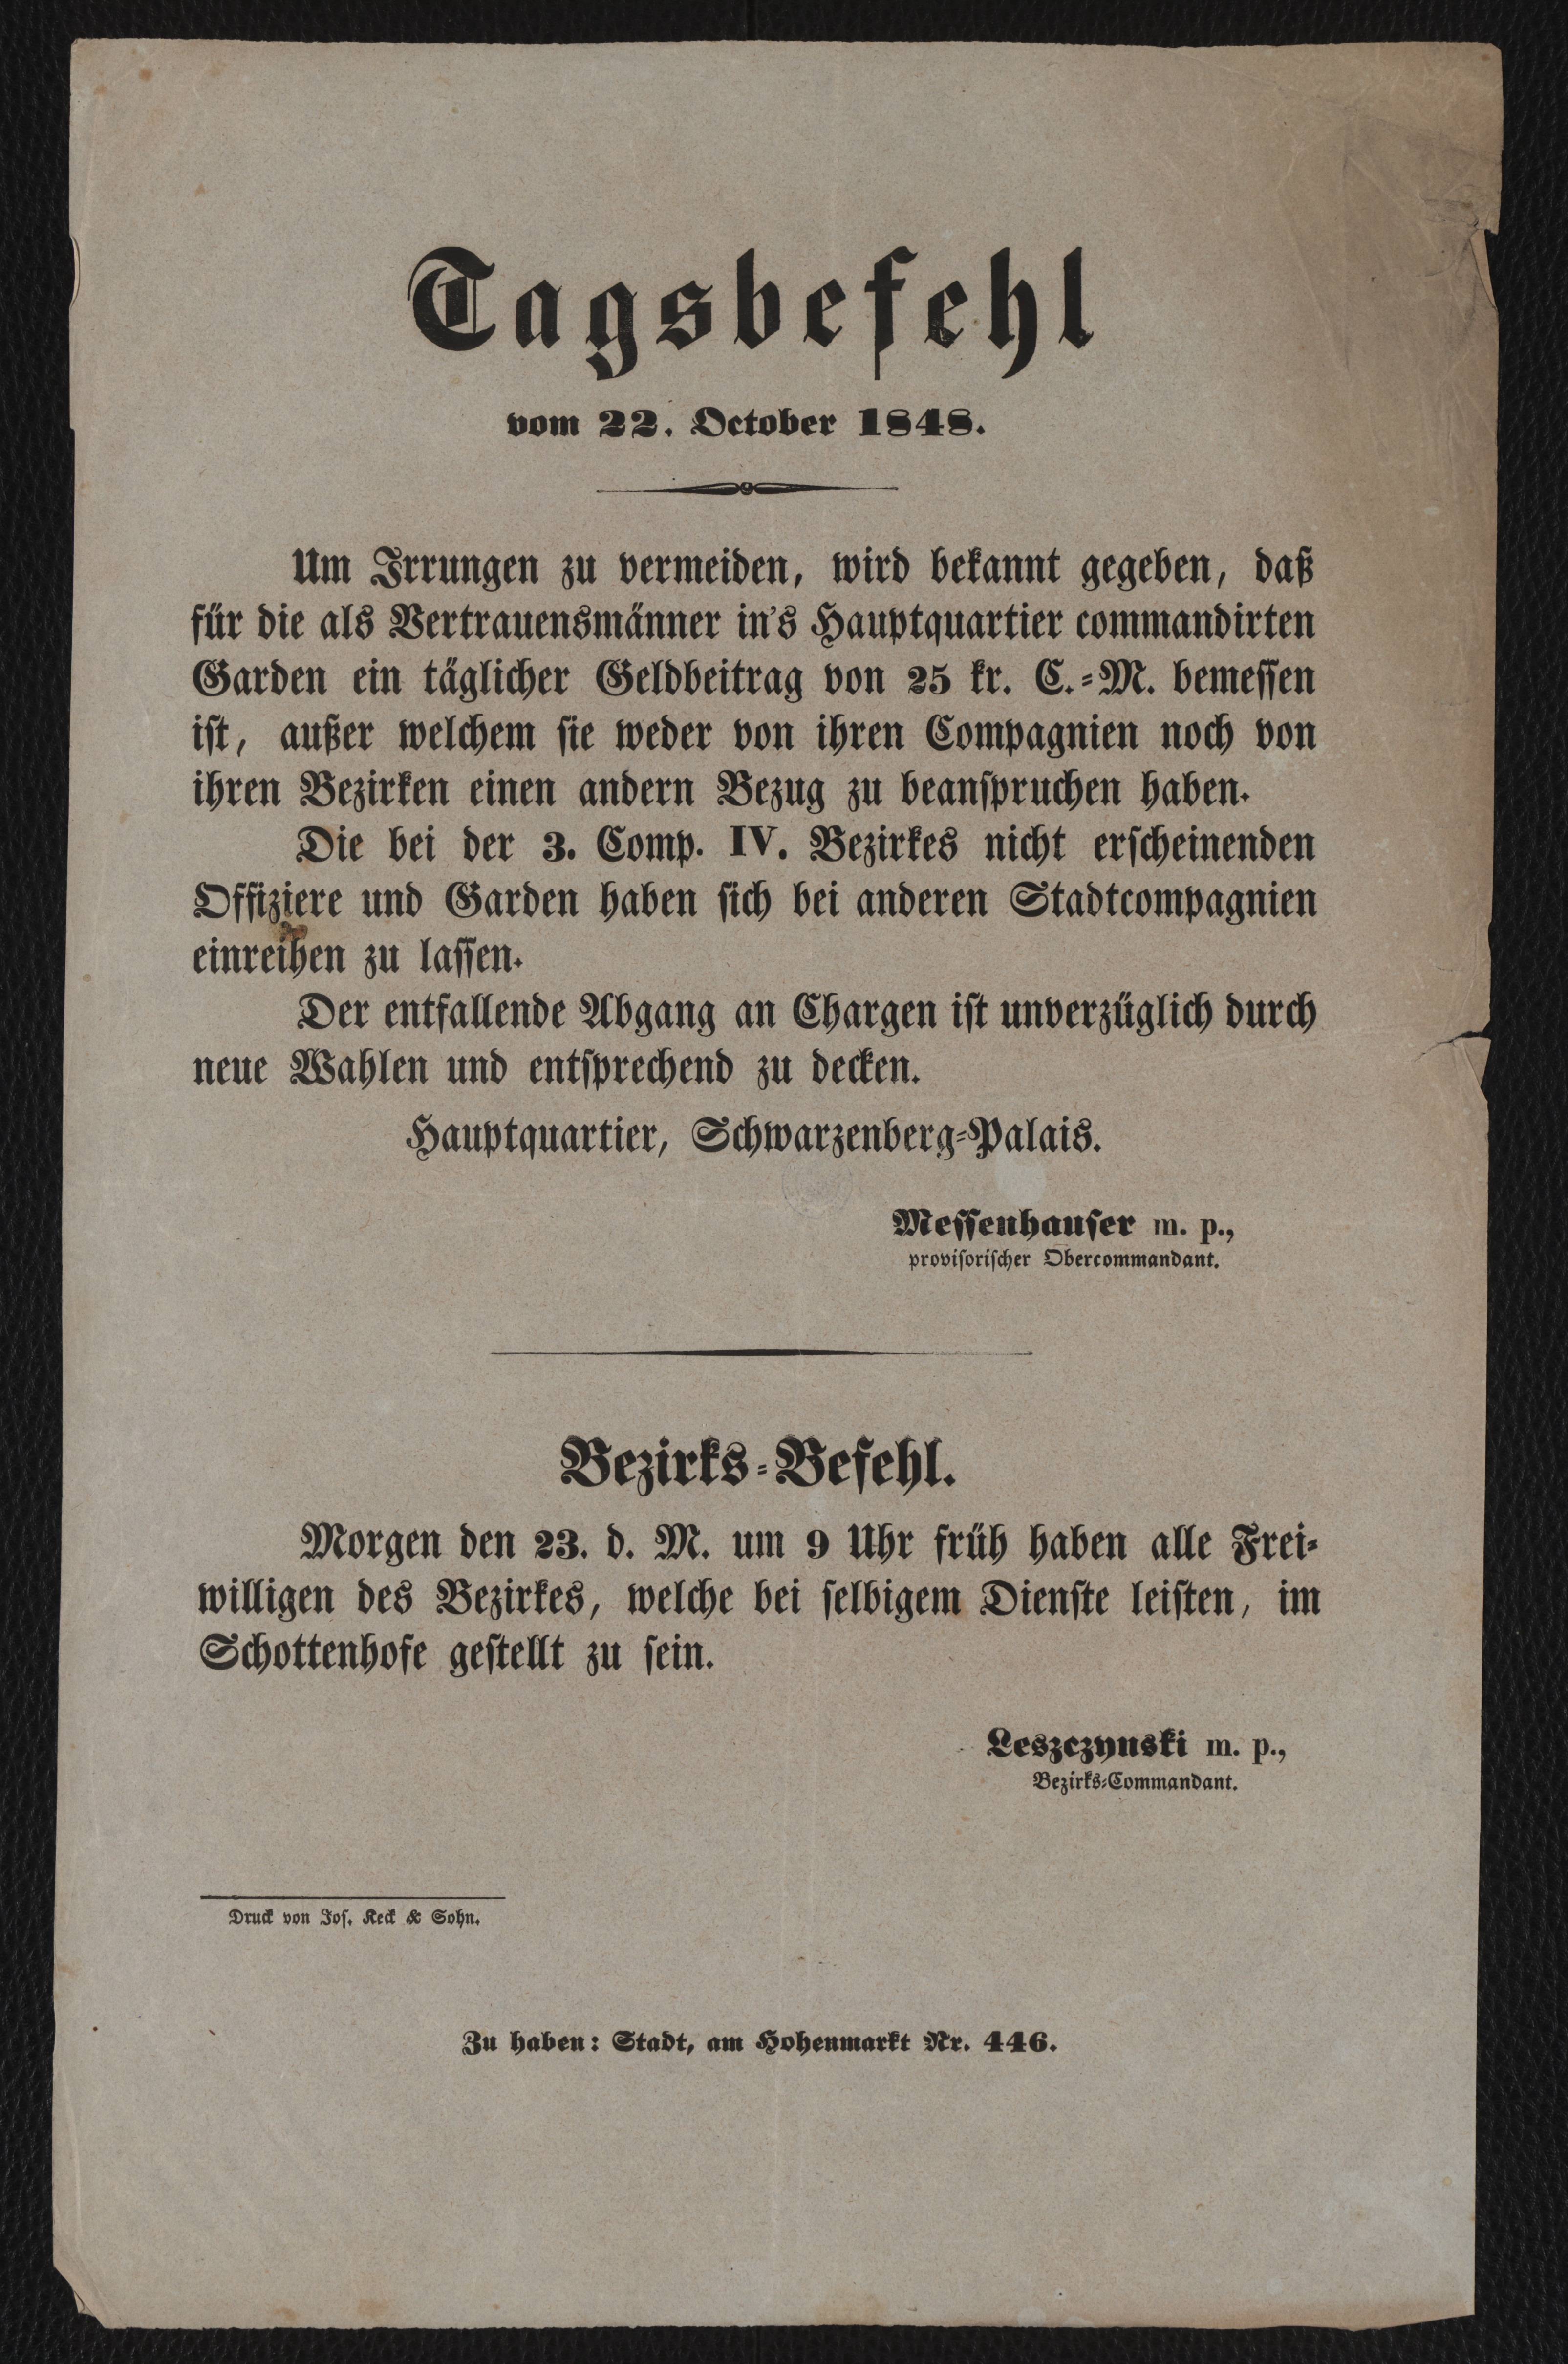 Tagsbefehl
vom 22. October 1848.
Um Irrungen zu vermeiden, wird bekannt gegeben, daß
für die als Vertrauensmänner in's Hauptquartier commandirten
Garden ein täglicher Geldbeitrag von 25 kr. C.-M. bemessen
ist, außer welchem sie weder von ihren Compagnien noch von
ihren Bezirken einen andern Bezug zu beanspruchen haben.
Die bei der 3. Comp. IV. Bezirkes nicht erscheinenden
Offiziere und Garden haben sich bei anderen Stadtcompagnien
einreihen zu lassen.
Der entfallende Abgang an Chargen ist unverzüglich durch
neue Wahlen und entsprechend zu decken.
Hauptquartier, Schwarzenberg-Palais.
Messenhauser m. p.,
provisorischer Obercommandant.
Bezirks-Befehl.
Morgen den 23. d. M. um 9 Uhr früh haben alle Frei-
willigen des Bezirkes, welche bei selbigem Dienste leisten, im
Schottenhofe gestellt zu sein.
Leszczynski m. p.,
Bezirks-Commandant.
Druck von Jos. Keck & Sohn.
Zu haben: Stadt, am Hohenmarkt Nr. 446.